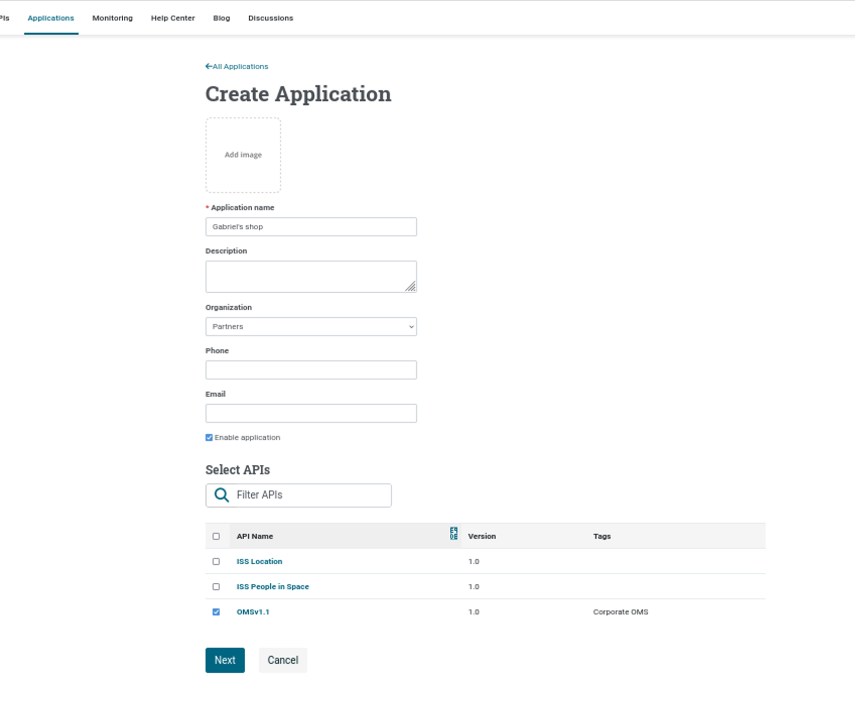 PIs Applications Monitoring Help Center Blog Discussions
←All Applications
Create Application
Add image
* Application name
Gabriel's shop
Description
Organization
Partners
Phone
Email
Enable application
Select APIs
Filter APIs
API Name Version Tags
ISS Location 1.0
ISS People in Space 1.0
OMSv1.1 1.0 Corporate OMS
Next Cancel